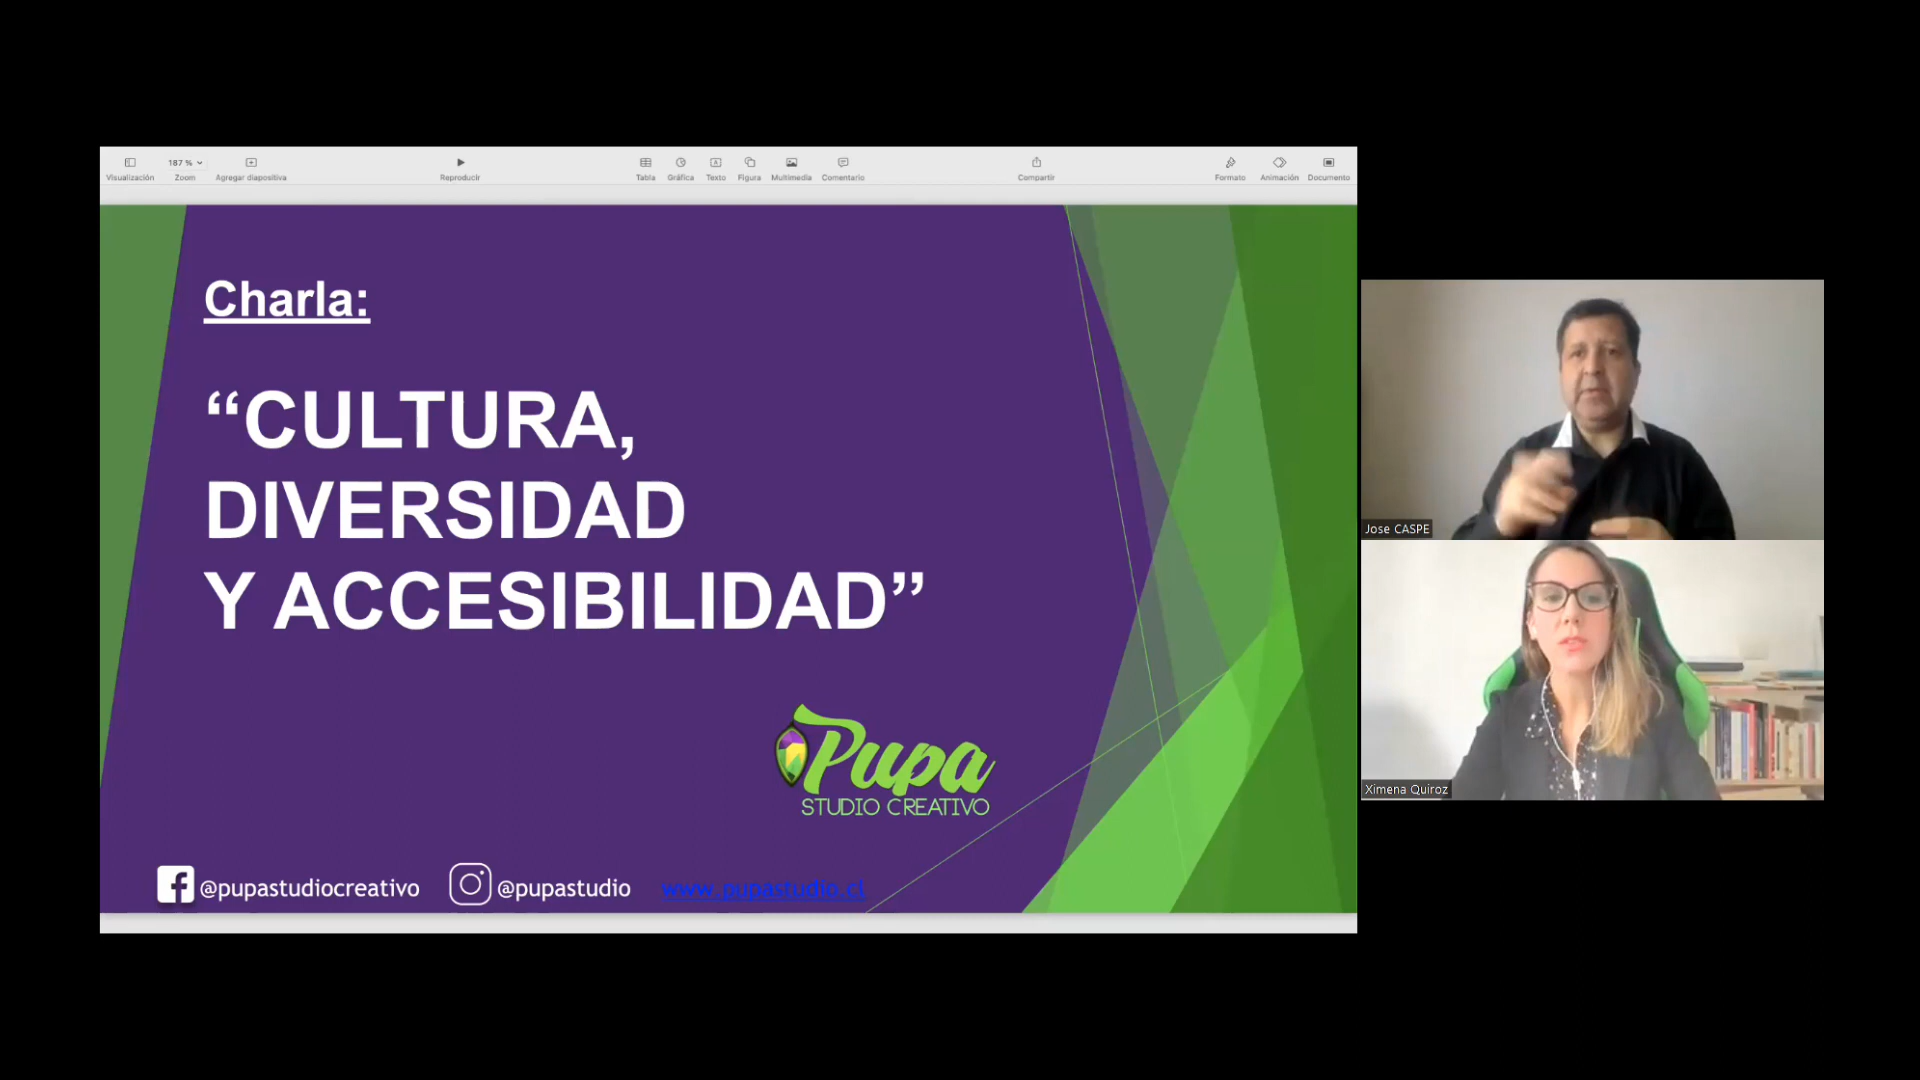 Visualización
187 %
Zoom
Agregar diapositiva
Reproducir
Tabla
Gráfica
Texto
Figura
Multimedia
Comentario
Compartir
Formato
Animación
Documento
Charla:
“CULTURA,
DIVERSIDAD
Y ACCESIBILIDAD”
Pupa
STUDIO CREATIVO
@pupastudiocreativo
@pupastudio
www.pupastudio.cl
Jose CASPE
Ximena Quiroz